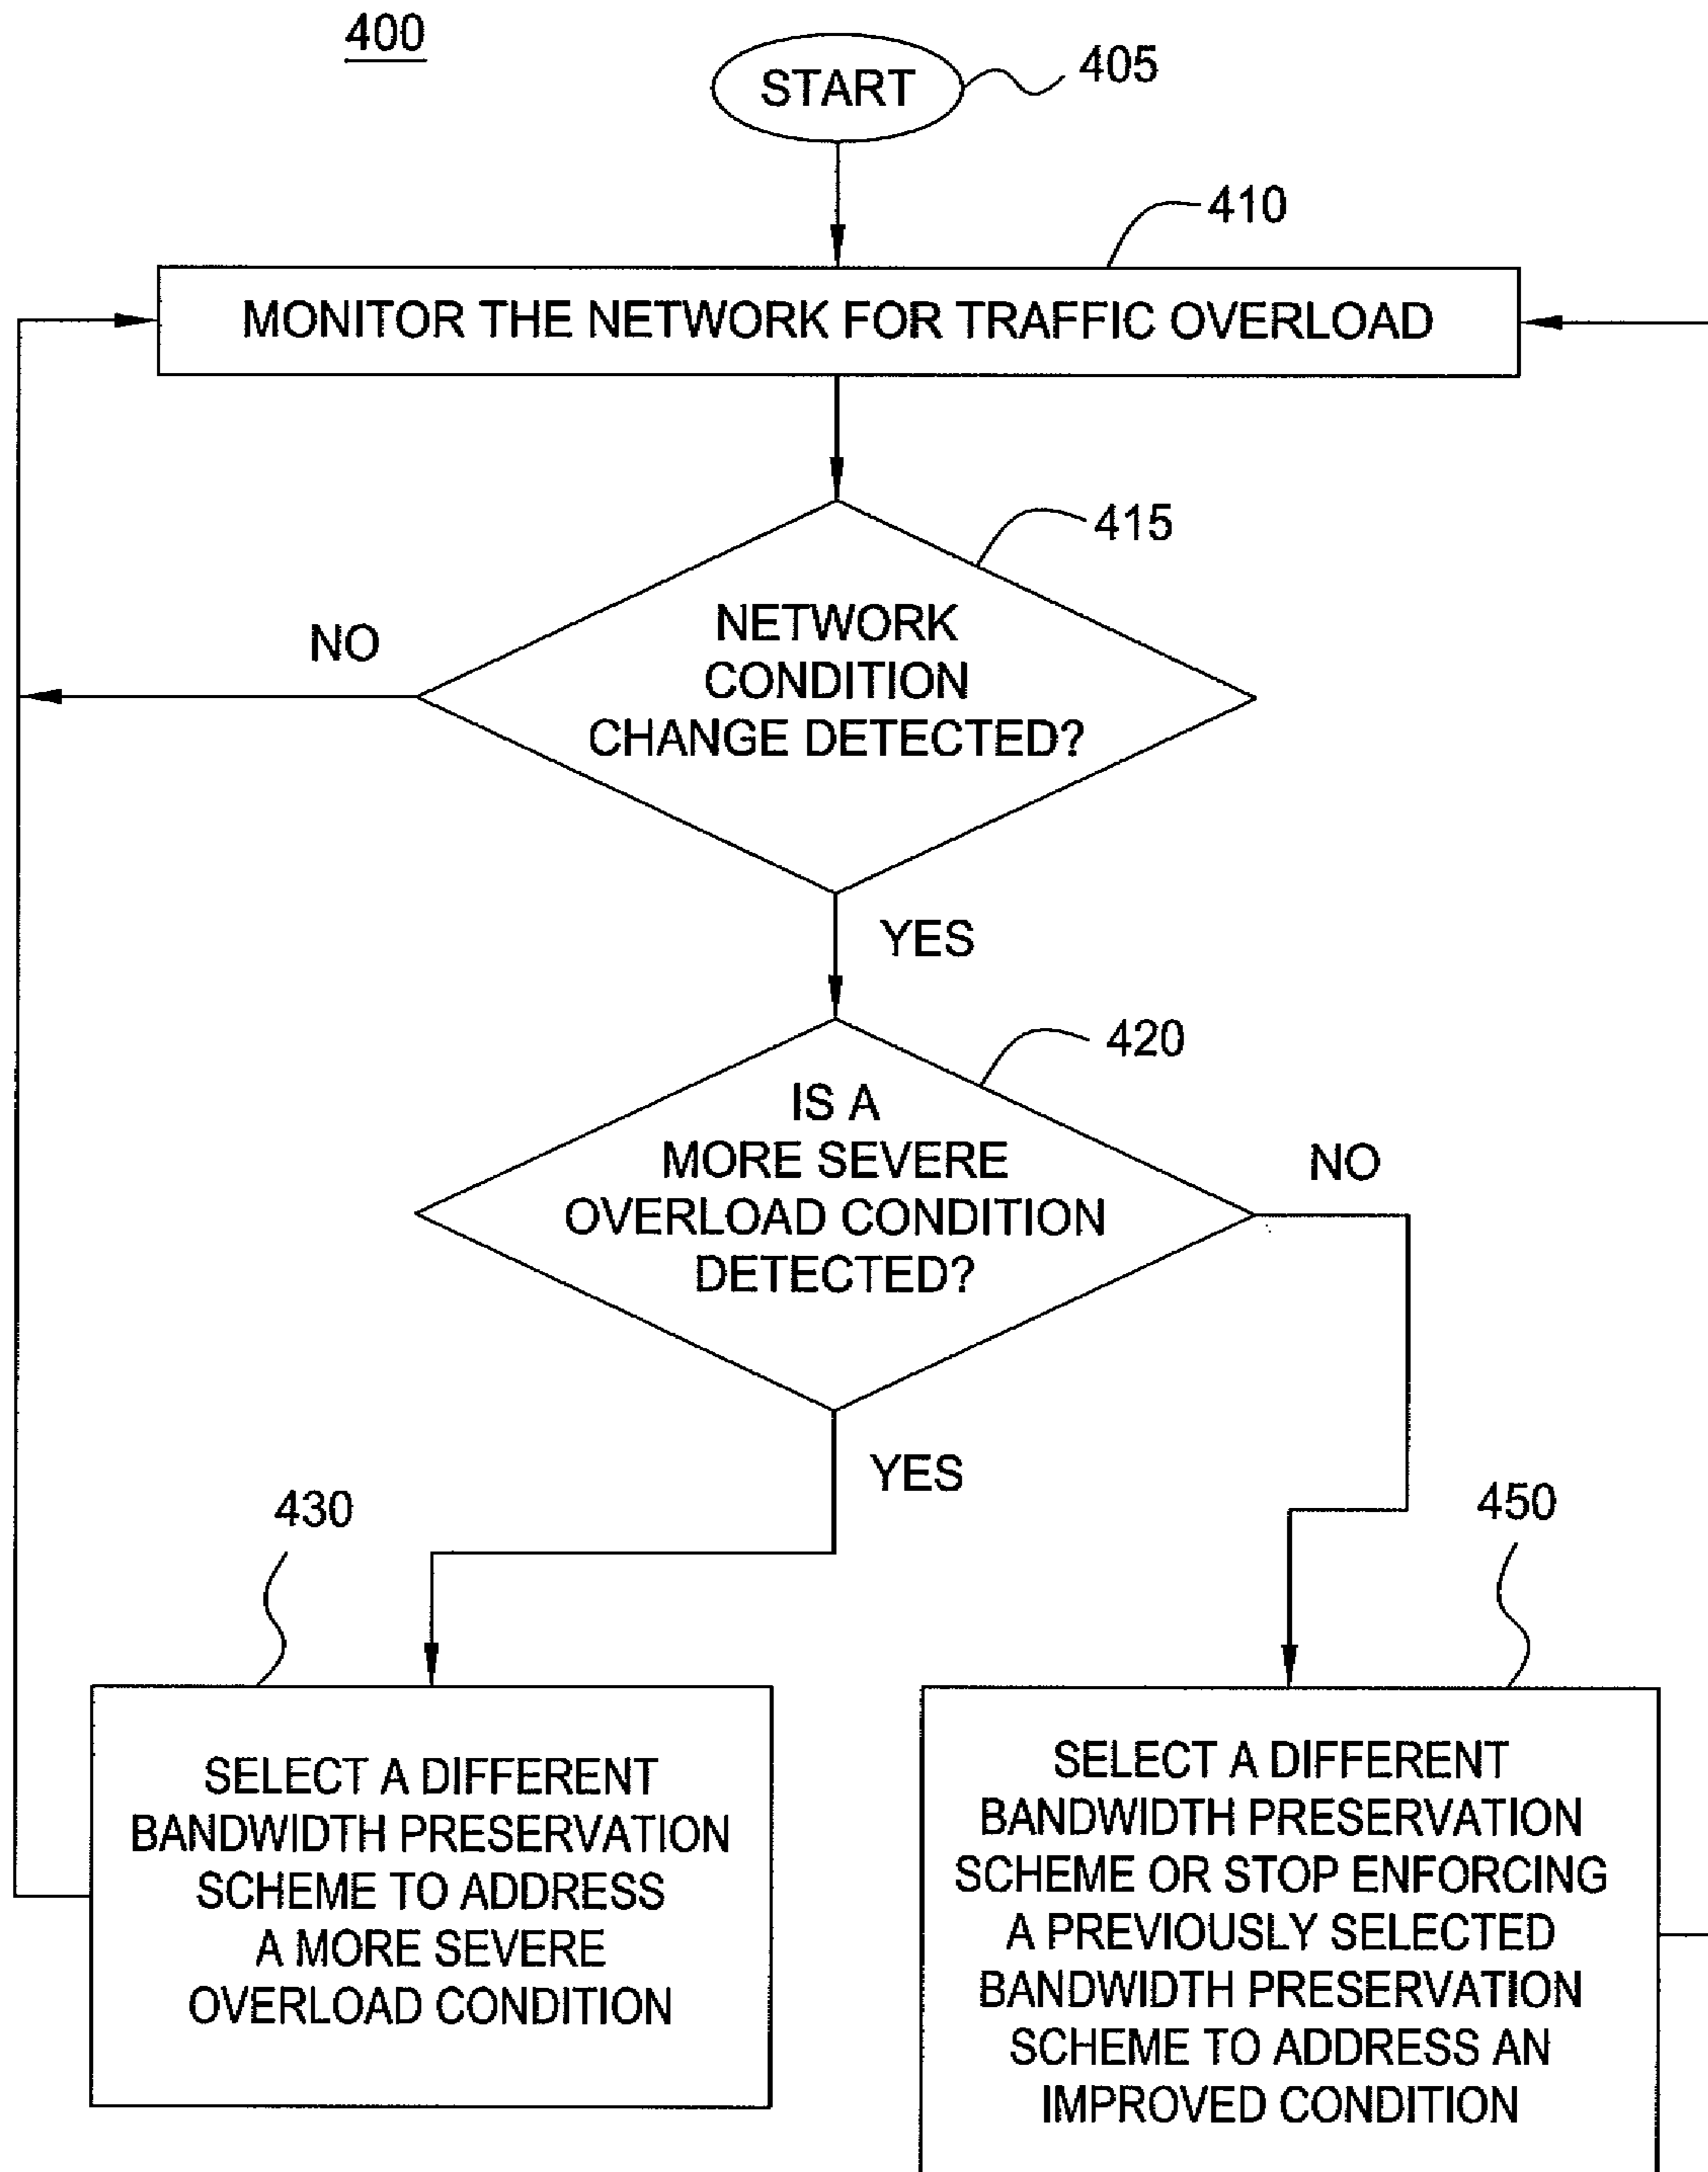 400
START
405
410
MONITOR THE NETWORK FOR TRAFFIC OVERLOAD
415
NETWORK
CONDITION
CHANGE DETECTED?
NO
YES
420
IS A
MORE SEVERE
OVERLOAD CONDITION
DETECTED?
NO
YES
430
SELECT A DIFFERENT
BANDWIDTH PRESERVATION
SCHEME TO ADDRESS
A MORE SEVERE
OVERLOAD CONDITION
450
SELECT A DIFFERENT
BANDWIDTH PRESERVATION
SCHEME OR STOP ENFORCING
A PREVIOUSLY SELECTED
BANDWIDTH PRESERVATION
SCHEME TO ADDRESS AN
IMPROVED CONDITION